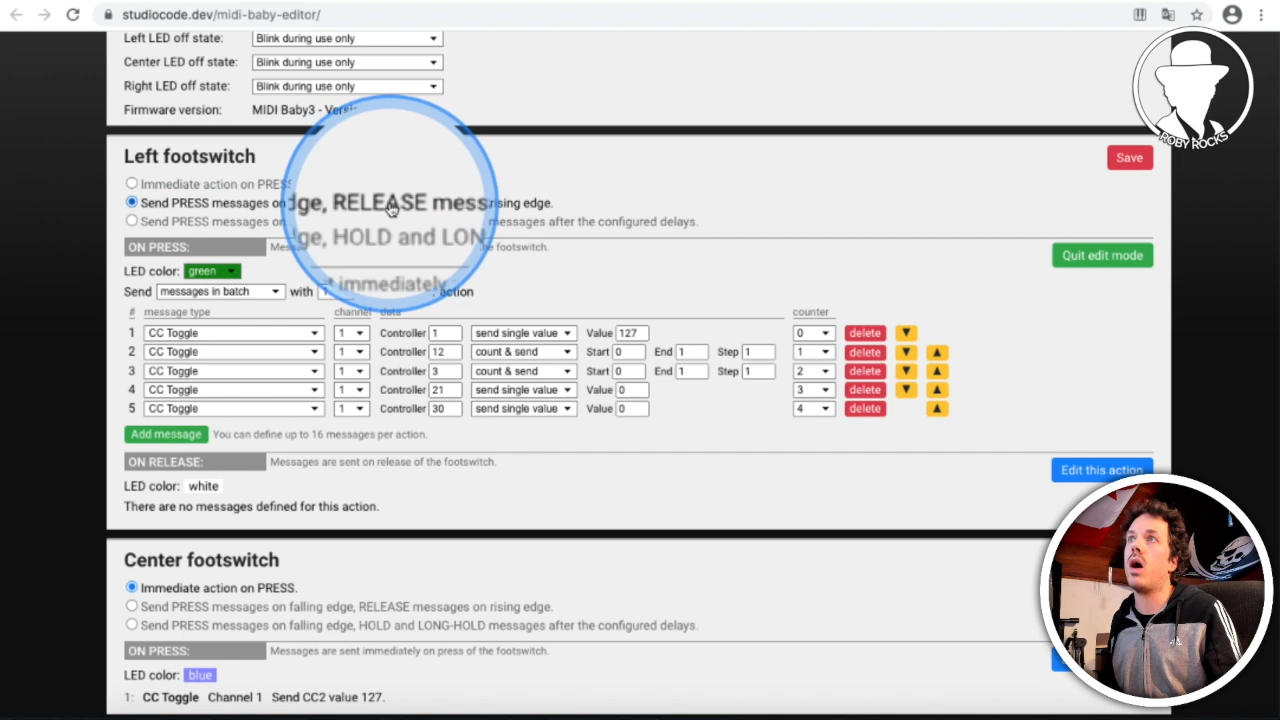 studiocode.dev/midi-baby-editor/
Left LED off state: Blink during use only
Center LED off state: Blink during use only
Right LED off state: Blink during use only
Firmware version: MIDI Baby3 -
ROBY ROCKS
Left footswitch Save
Immediate action on PRES
Send PRESS messages on dge, RELEASE mess rising edge.
Send PRESS messages on ge, HOLD and LON messages after the configured delays.
ON PRESS: immediately the footswitch. Quit edit mode
LED color: green
Send messages in batch with action
# message type channel data counter
1 CC Toggle 1 Controller 1 send single value Value 127 0 delete
2 CC Toggle 1 Controller 12 count & send Start 0 End 1 Step 1 1 delete
3 CC Toggle 1 Controller 3 count & send Start 0 End 1 Step 1 2 delete
4 CC Toggle 1 Controller 21 send single value Value 0 3 delete
5 CC Toggle 1 Controller 30 send single value Value 0 4 delete
Add message You can define up to 16 messages per action.
ON RELEASE: Messages are sent on release of the footswitch. Edit this action
LED color: white
There are no messages defined for this action.
Center footswitch
Immediate action on PRESS.
Send PRESS messages on falling edge, RELEASE messages on rising edge.
Send PRESS messages on falling edge, HOLD and LONG-HOLD messages after the configured delays.
ON PRESS: Messages are sent immediately on press of the footswitch.
LED color: blue
1: CC Toggle Channel 1 Send CC2 value 127.